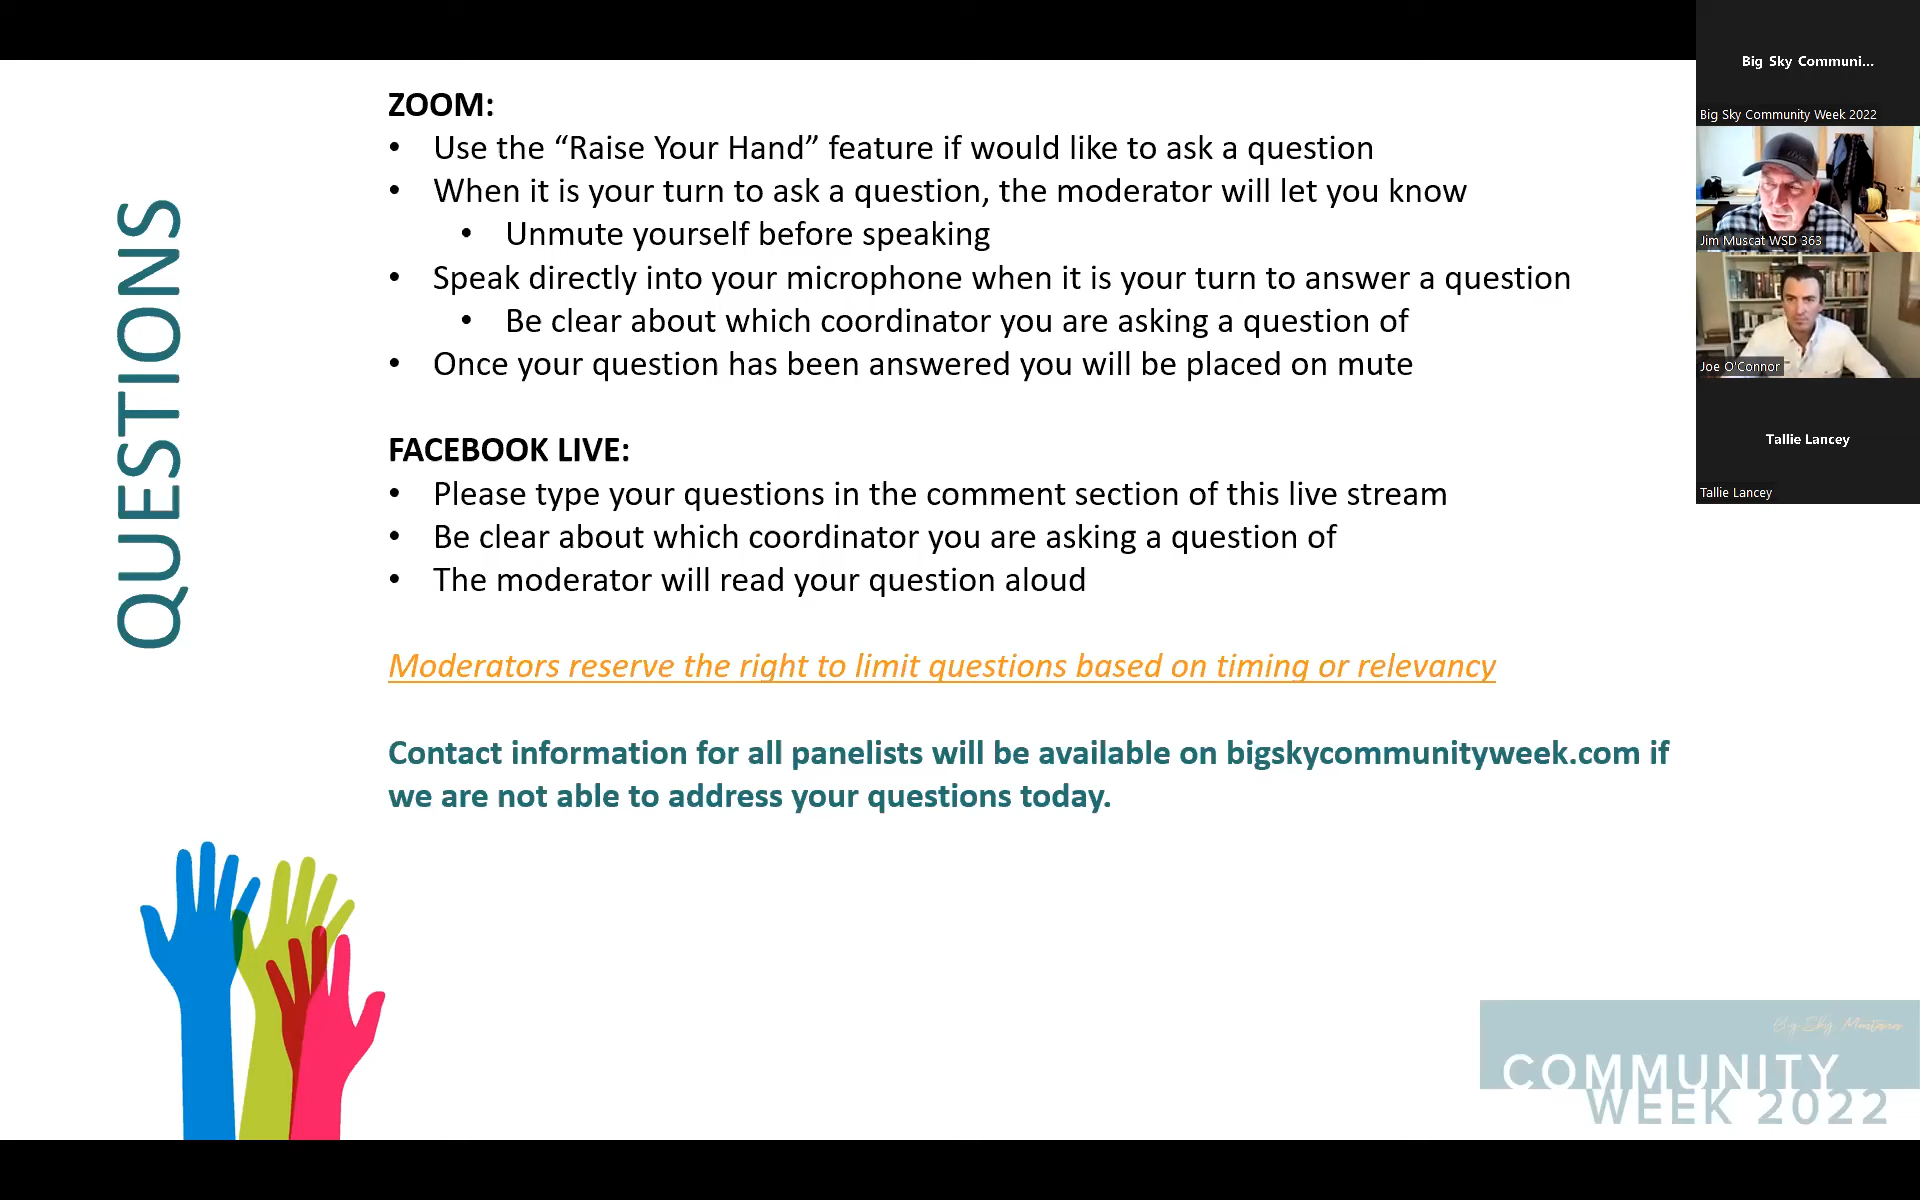 QUESTIONS
ZOOM:
• Use the “Raise Your Hand” feature if would like to ask a question
• When it is your turn to ask a question, the moderator will let you know
• Unmute yourself before speaking
• Speak directly into your microphone when it is your turn to answer a question
• Be clear about which coordinator you are asking a question of
• Once your question has been answered you will be placed on mute
FACEBOOK LIVE:
• Please type your questions in the comment section of this live stream
• Be clear about which coordinator you are asking a question of
• The moderator will read your question aloud
Moderators reserve the right to limit questions based on timing or relevancy
Contact information for all panelists will be available on bigskycommunityweek.com if
we are not able to address your questions today.
Big Sky Communi...
Big Sky Community Week 2022
Jim Muscat WSD 363
Joe O'Connor
Tallie Lancey
Tallie Lancey
Big Sky, Montana
COMMUNITY
WEEK 2022